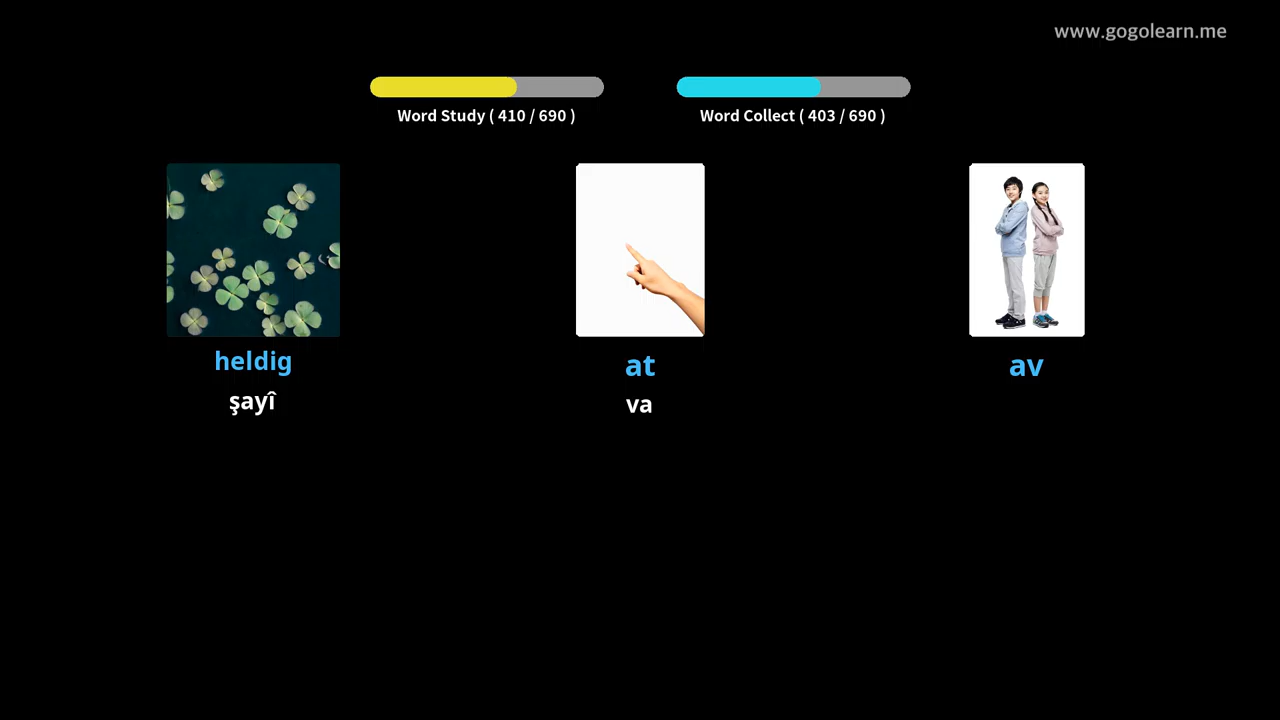 www.gogolearn.me
Word Study ( 410 / 690 )
Word Collect ( 403 / 690 )
heldig
at
av
şayî
va